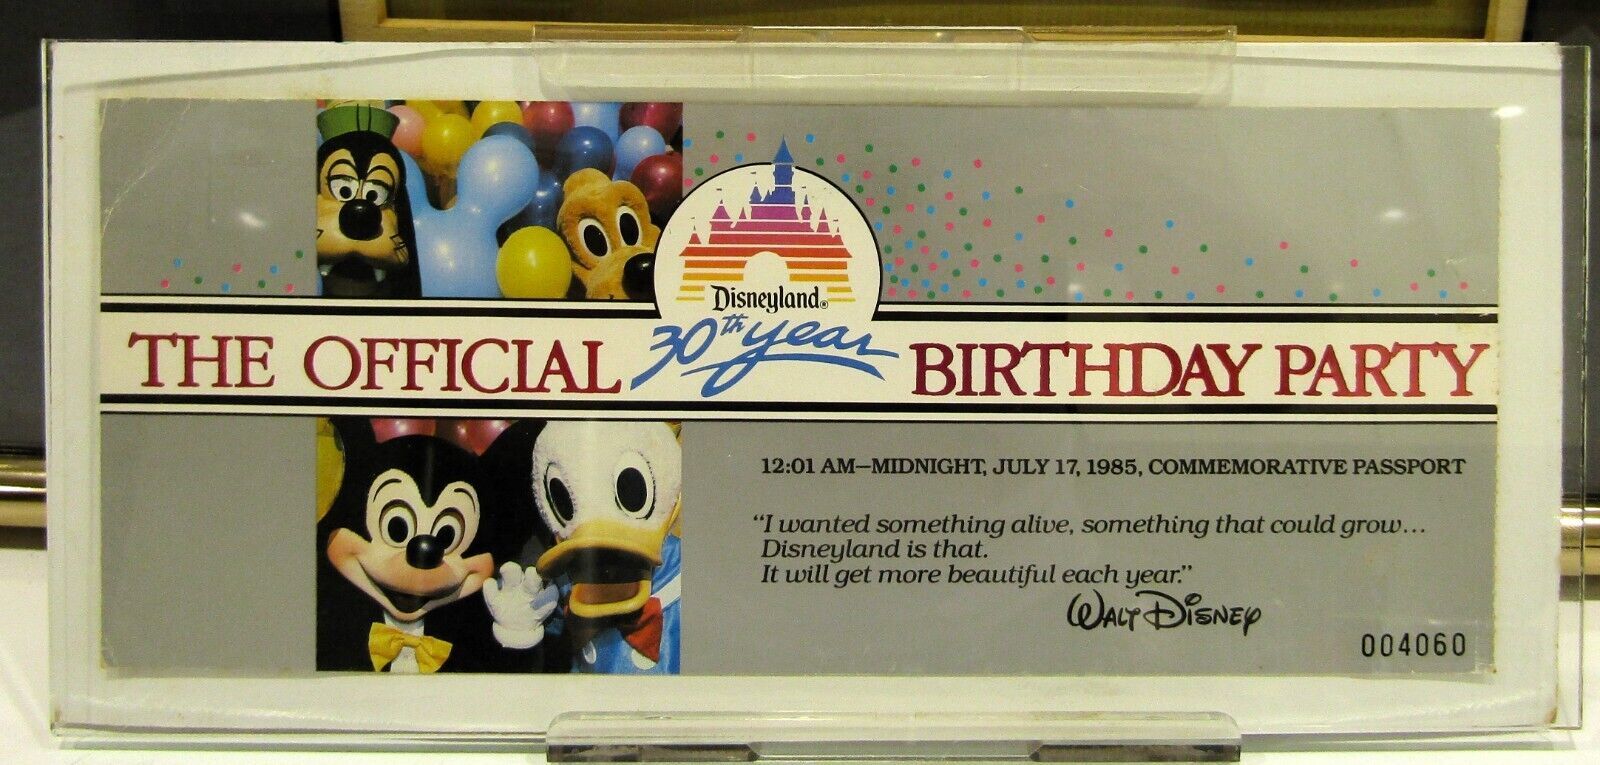 Disneyland®
THE OFFICIAL 30th year BIRTHDAY PARTY
12:01 AM–MIDNIGHT, JULY 17, 1985, COMMEMORATIVE PASSPORT
“I wanted something alive, something that could grow...
Disneyland is that.
It will get more beautiful each year.”
WALT DISNEY
004060